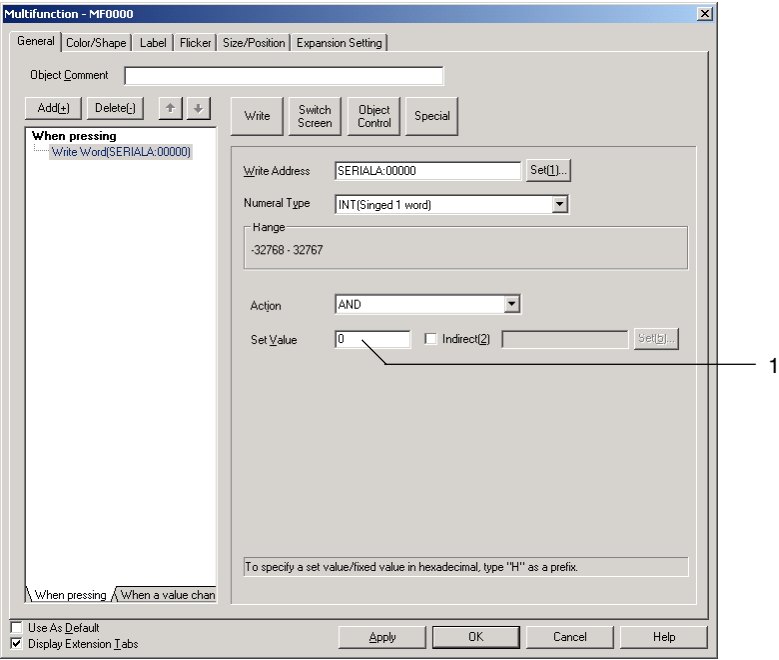 Multifunction - MF0000
General Color/Shape Label Flicker Size/Position Expansion Setting
Object Comment
Add(+) Delete(-)
Write Switch Screen Object Control Special
When pressing
Write Word(SERIALA:00000)
Write Address SERIALA:00000 Set(1)...
Numeral Type INT(Singed 1 word)
Range
-32768 - 32767
Action AND
Set Value 0 Indirect(2) Set(5)...
1
To specify a set value/fixed value in hexadecimal, type "H" as a prefix.
When pressing When a value chan
Use As Default
Display Extension Tabs
Apply OK Cancel Help